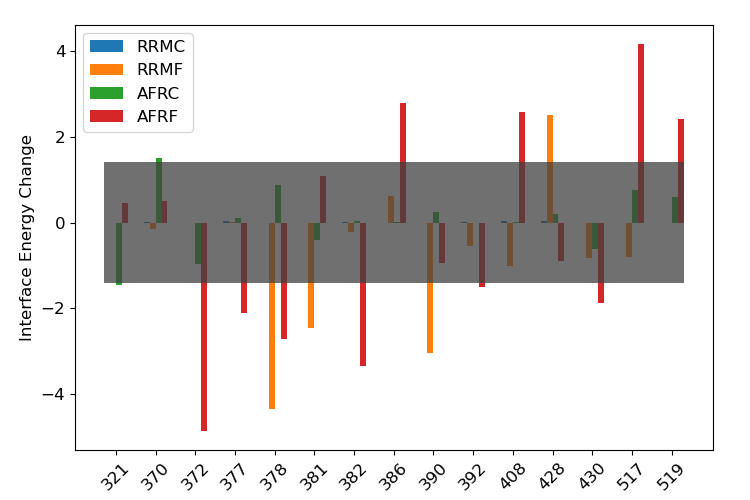 RRMC
RRMF
AFRC
AFRF
Interface Energy Change
4
2
0
−2
−4
321 370 372 377 378 381 382 386 390 392 408 428 430 517 519